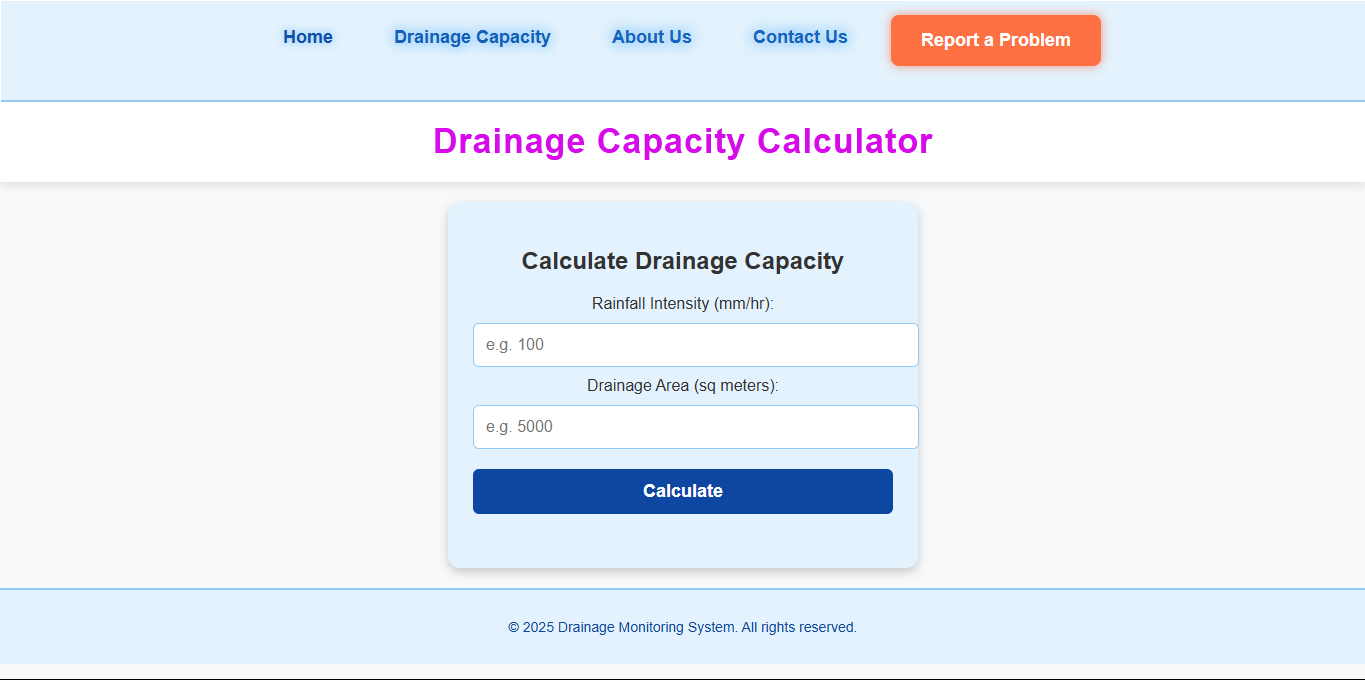 Home Drainage Capacity About Us Contact Us Report a Problem
Drainage Capacity Calculator
Calculate Drainage Capacity
Rainfall Intensity (mm/hr):
e.g. 100
Drainage Area (sq meters):
e.g. 5000
Calculate
© 2025 Drainage Monitoring System. All rights reserved.